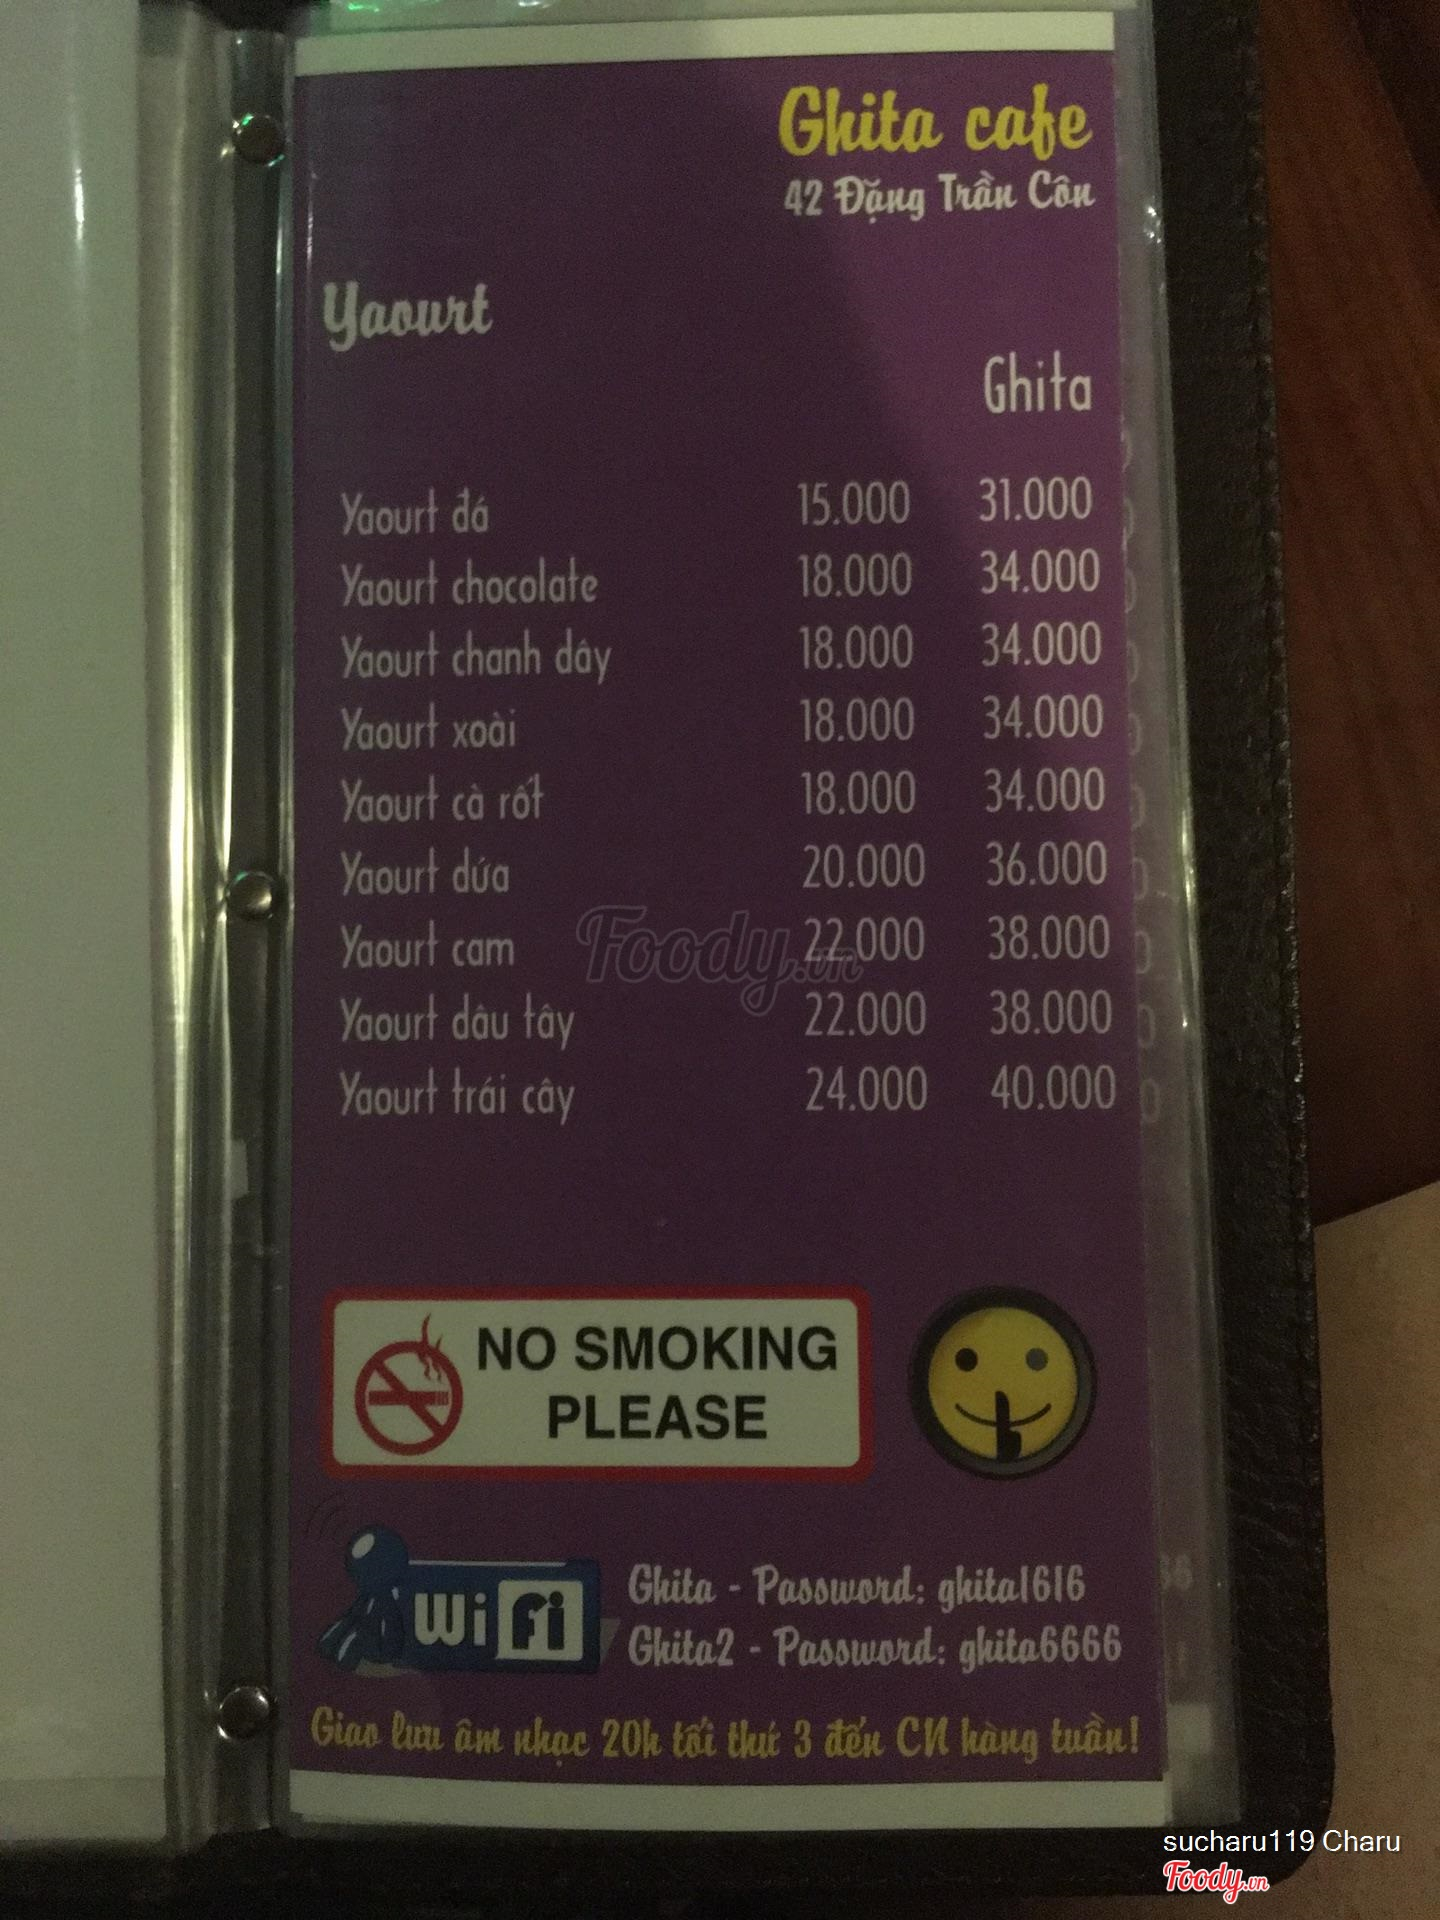 Ghita cafe
42 Đặng Trần Côn
Yaourt
Ghita
Yaourt đá 15.000 31.000
Yaourt chocolate 18.000 34.000
Yaourt chanh dây 18.000 34.000
Yaourt xoài 18.000 34.000
Yaourt cà rốt 18.000 34.000
Yaourt dứa 20.000 36.000
Yaourt cam 22.000 38.000
Yaourt dâu tây 22.000 38.000
Yaourt trái cây 24.000 40.000
Foody.vn
NO SMOKING
PLEASE
WiFi
Ghita - Password: ghita1616
Ghita2 - Password: ghita6666
Giao lưu âm nhạc 20h tối thứ 3 đến CN hàng tuần!
sucharu119 Charu
Foody.vn